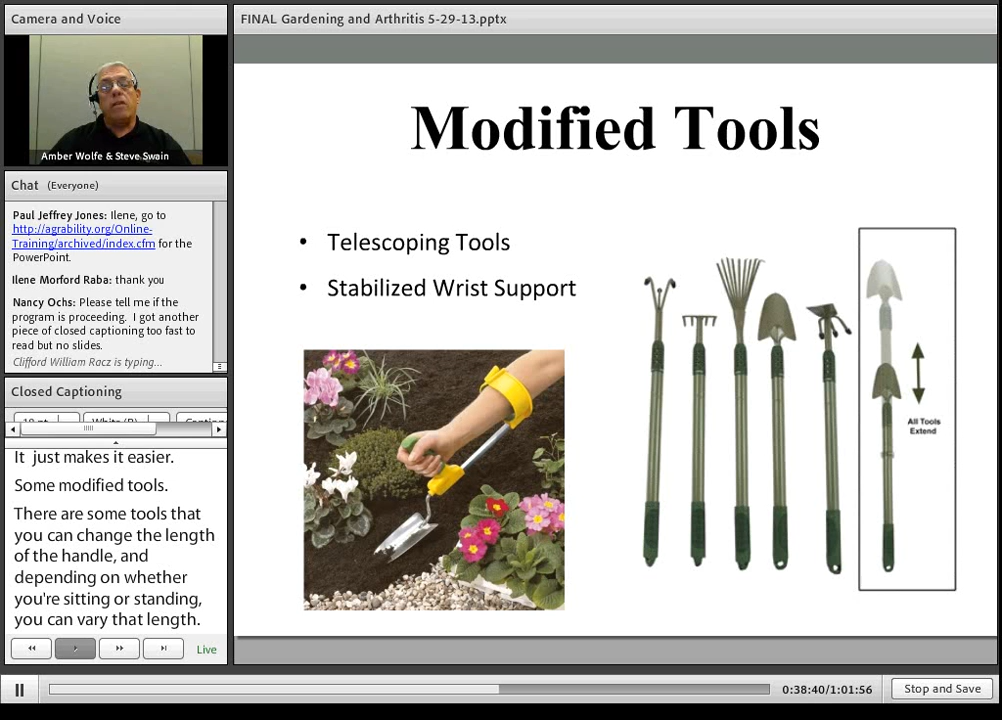 Camera and Voice
Amber Wolfe & Steve Swain
Chat (Everyone)
Paul Jeffrey Jones: Ilene, go to
http://agrability.org/Online-
Training/archived/index.cfm for the
PowerPoint.
Ilene Morford Raba: thank you
Nancy Ochs: Please tell me if the
program is proceeding. I got another
piece of closed captioning too fast to
read but no slides.
Clifford William Racz is typing...
Closed Captioning
It just makes it easier.
Some modified tools.
There are some tools that
you can change the length
of the handle, and
depending on whether
you're sitting or standing,
you can vary that length.
Live
FINAL Gardening and Arthritis 5-29-13.pptx
Modified Tools
• Telescoping Tools
• Stabilized Wrist Support
All Tools
Extend
0:38:40/1:01:56
Stop and Save